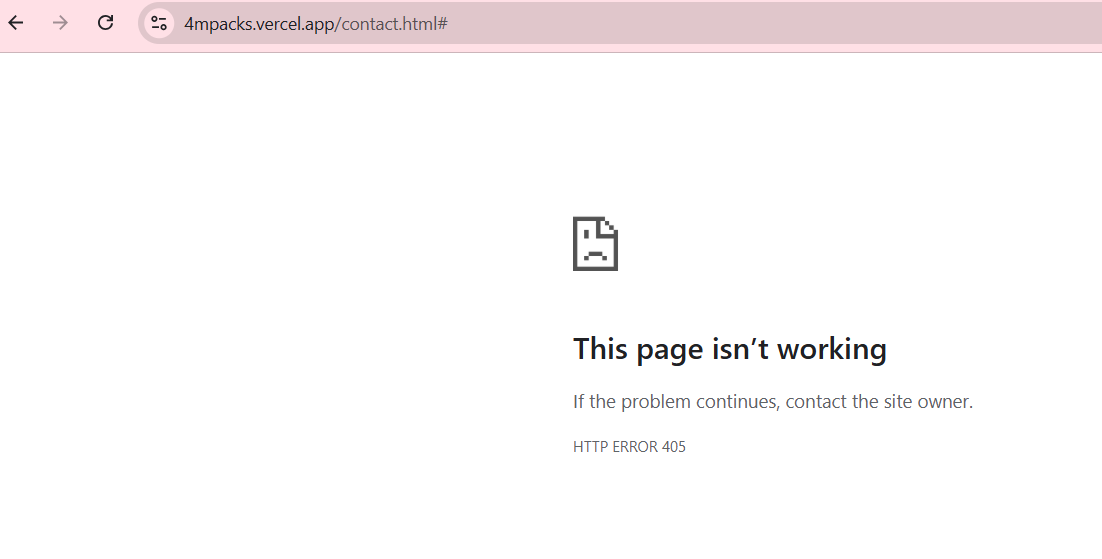 4mpacks.vercel.app/contact.html#
This page isn’t working
If the problem continues, contact the site owner.
HTTP ERROR 405